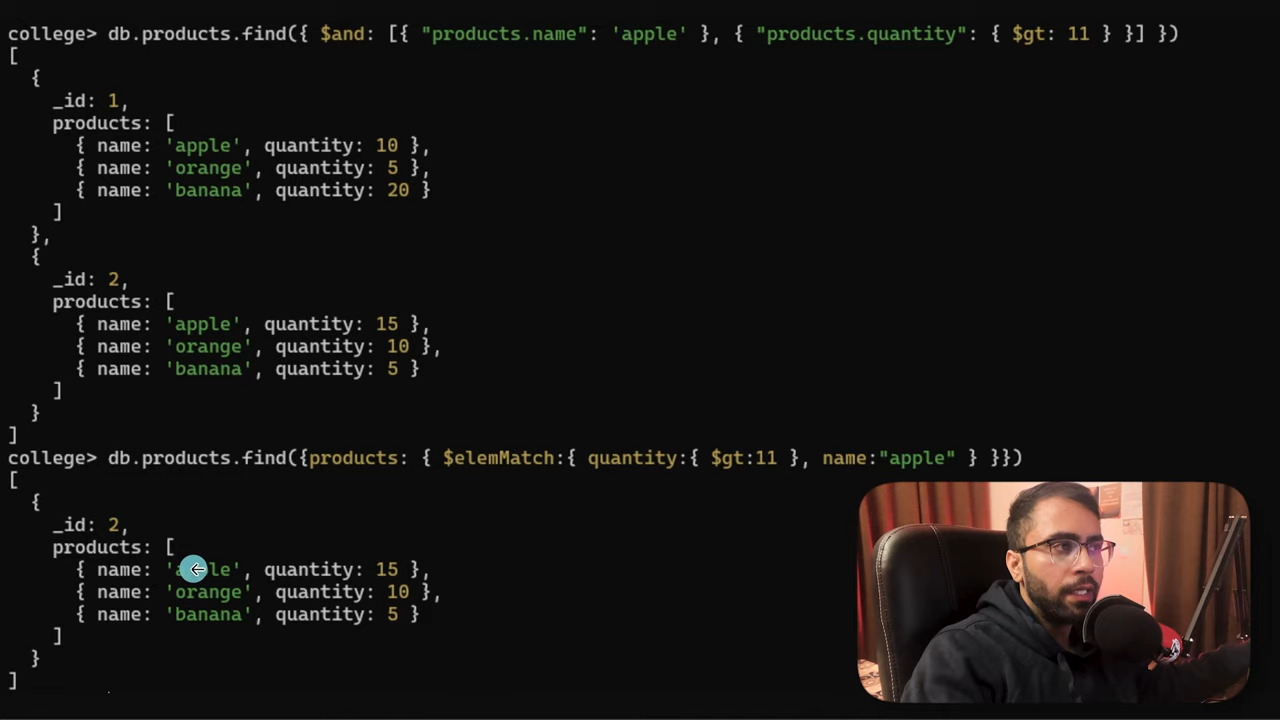 college> db.products.find({ $and: [{ "products.name": 'apple' }, { "products.quantity": { $gt: 11 } }] })
[
  {
    _id: 1,
    products: [
      { name: 'apple', quantity: 10 },
      { name: 'orange', quantity: 5 },
      { name: 'banana', quantity: 20 }
    ]
  },
  {
    _id: 2,
    products: [
      { name: 'apple', quantity: 15 },
      { name: 'orange', quantity: 10 },
      { name: 'banana', quantity: 5 }
    ]
  }
]
college> db.products.find({products: { $elemMatch:{ quantity:{ $gt:11 }, name:"apple" } }})
[
  {
    _id: 2,
    products: [
      { name: 'apple', quantity: 15 },
      { name: 'orange', quantity: 10 },
      { name: 'banana', quantity: 5 }
    ]
  }
]